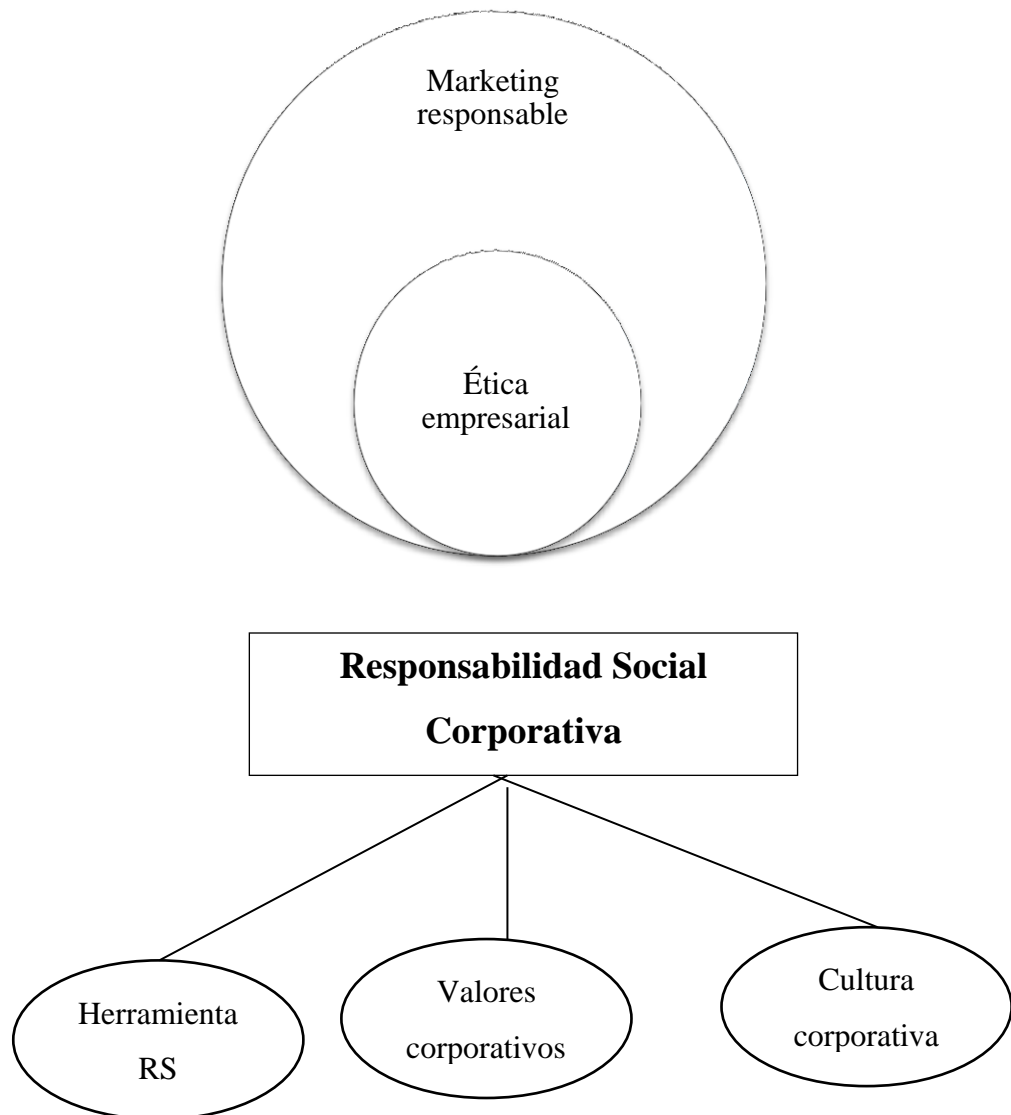 Marketing
responsable
Ética
empresarial
Responsabilidad Social
Corporativa
Herramienta
RS
Valores
corporativos
Cultura
corporativa